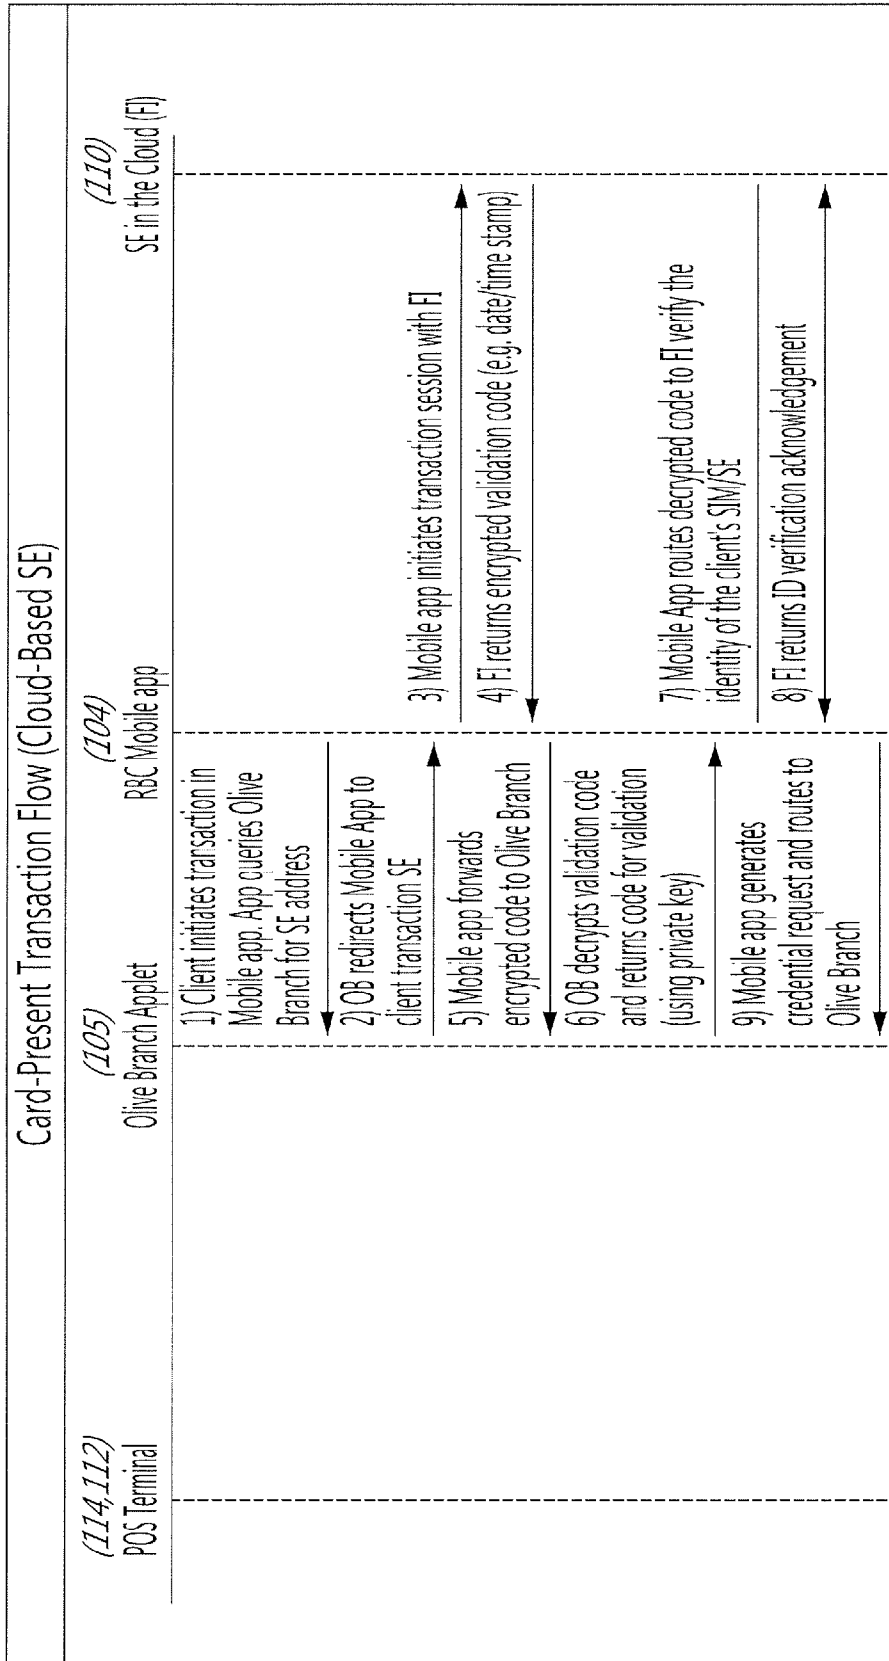 Card-Present Transaction Flow (Cloud-Based SE)
(114,112)
POS Terminal
(105)
Olive Branch Applet
(104)
RBC Mobile app
(110)
SE in the Cloud (FI)
1) Client initiates transaction in
Mobile app. App queries Olive
Branch for SE address
2) OB redirects Mobile App to
client transaction SE
3) Mobile app initiates transaction session with FI
4) FI returns encrypted validation code (e.g. date/time stamp)
5) Mobile app forwards
encrypted code to Olive Branch
6) OB decrypts validation code
and returns code for validation
(using private key)
7) Mobile App routes decrypted code to FI verify the
identity of the client's SIM/SE
8) FI returns ID verification acknowledgement
9) Mobile app generates
credential request and routes to
Olive Branch